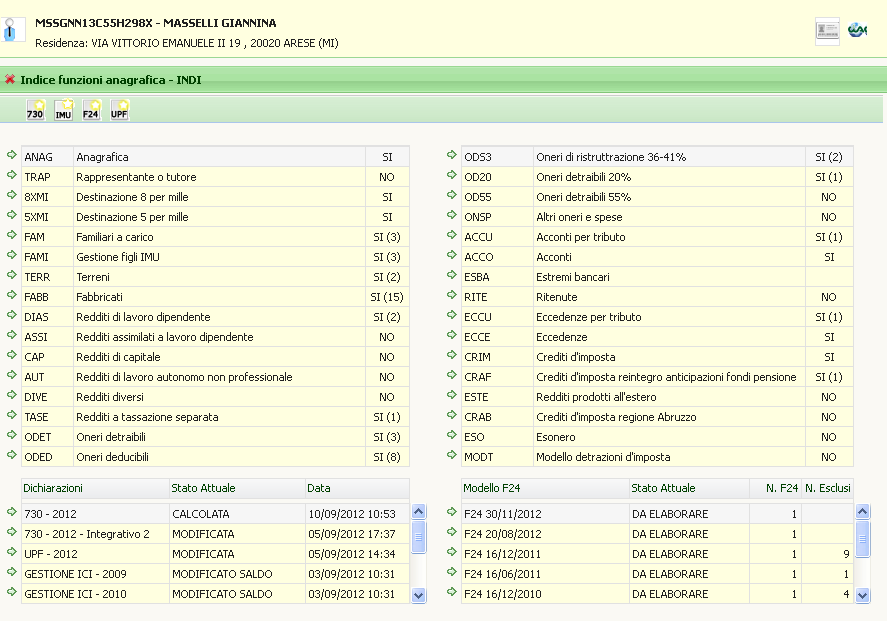 MSSGNN13C55H298X - MASSELLI GIANNINA
Residenza: VIA VITTORIO EMANUELE II 19 , 20020 ARESE (MI)
Indice funzioni anagrafica - INDI
730 IMU F24 UPF
ANAG Anagrafica SI
TRAP Rappresentante o tutore NO
8XMI Destinazione 8 per mille SI
5XMI Destinazione 5 per mille SI
FAM Familiari a carico SI (3)
FAMI Gestione figli IMU SI (3)
TERR Terreni SI (2)
FABB Fabbricati SI (15)
DIAS Redditi di lavoro dipendente SI (2)
ASSI Redditi assimilati a lavoro dipendente NO
CAP Redditi di capitale NO
AUT Redditi di lavoro autonomo non professionale NO
DIVE Redditi diversi NO
TASE Redditi a tassazione separata SI (1)
ODET Oneri detraibili SI (3)
ODED Oneri deducibili SI (8)
ODS3 Oneri di ristruttrazione 36-41% SI (2)
OD20 Oneri detraibili 20% SI (1)
OD55 Oneri detraibili 55% NO
ONSP Altri oneri e spese NO
ACCU Acconti per tributo SI (1)
ACCO Acconti SI
ESBA Estremi bancari
RITE Ritenute NO
ECCU Eccedenze per tributo SI (1)
ECCE Eccedenze SI
CRIM Crediti d'imposta SI
CRAF Crediti d'imposta reintegro anticipazioni fondi pensione SI (1)
ESTE Redditi prodotti all'estero NO
CRAB Crediti d'imposta regione Abruzzo NO
ESO Esonero NO
MODT Modello detrazioni d'imposta NO
Dichiarazioni Stato Attuale Data
730 - 2012 CALCOLATA 10/09/2012 10:53
730 - 2012 - Integrativo 2 MODIFICATA 05/09/2012 17:37
UPF - 2012 MODIFICATA 05/09/2012 14:34
GESTIONE ICI - 2009 MODIFICATO SALDO 03/09/2012 10:31
GESTIONE ICI - 2010 MODIFICATO SALDO 03/09/2012 10:31
Modello F24 Stato Attuale N. F24 N. Esclusi
F24 30/11/2012 DA ELABORARE 1
F24 20/08/2012 DA ELABORARE 1
F24 16/12/2011 DA ELABORARE 1 9
F24 16/06/2011 DA ELABORARE 1 1
F24 16/12/2010 DA ELABORARE 1 4